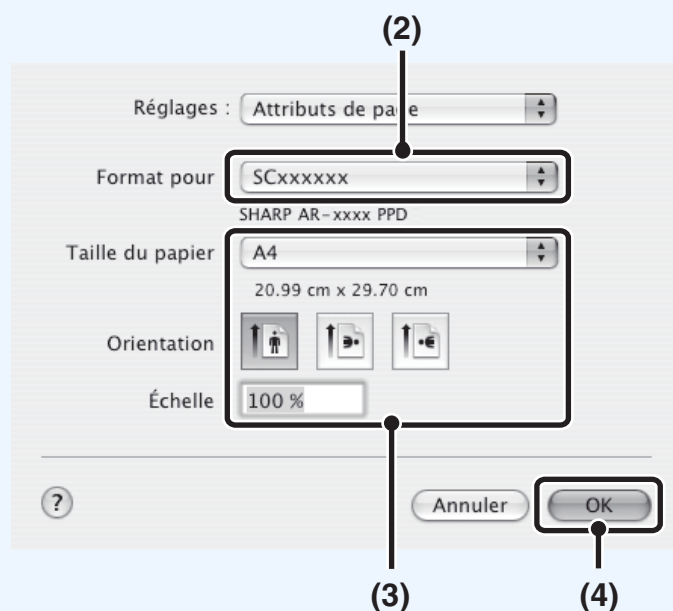 (2)
Réglages : Attributs de page
Format pour SCxxxxxx
SHARP AR-xxxx PPD
Taille du papier A4
20.99 cm x 29.70 cm
Orientation
Échelle 100 %
? Annuler OK
(3) (4)